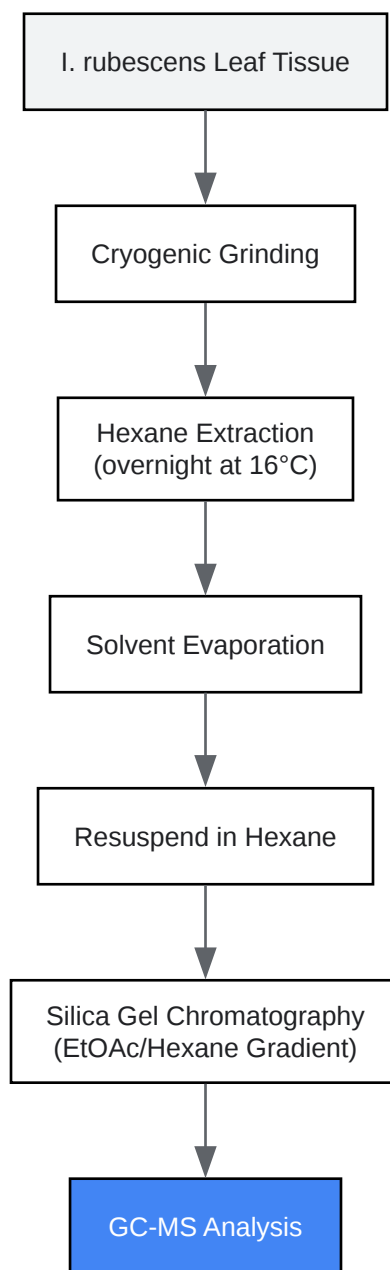 I. rubescens Leaf Tissue
Cryogenic Grinding
Hexane Extraction
(overnight at 16°C)
Solvent Evaporation
Resuspend in Hexane
Silica Gel Chromatography
(EtOAc/Hexane Gradient)
GC-MS Analysis